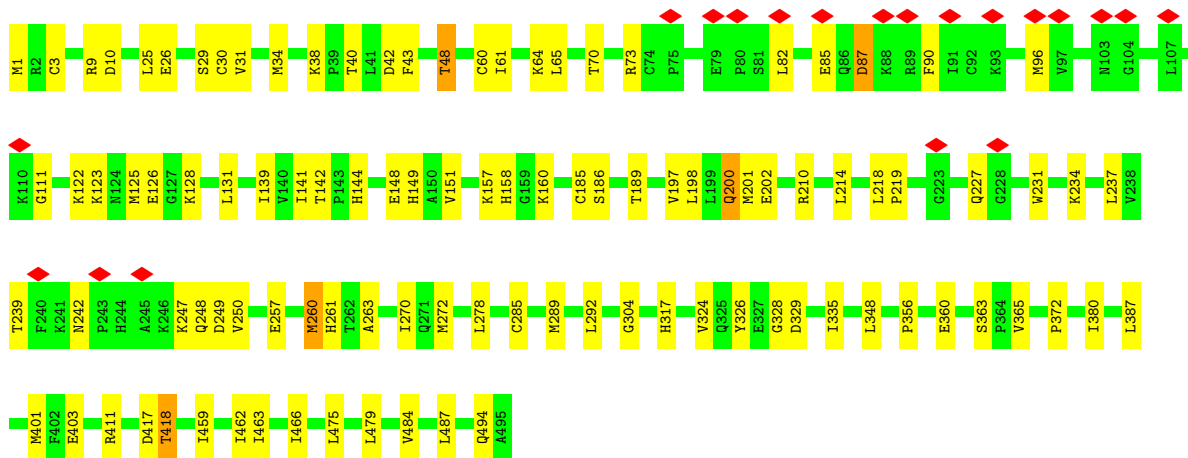 M1 R2 C3 R9 D10 L25 E26 S29 C30 V31 M34 K38 P39 T40 L41 D42 F43 T48 C60 I61 K64 L65 T70 R73 C74 P75 E79 P80 S81 L82 E85 Q86 D87 K88 R89 F90 I91 C92 K93 M96 V97 N103 G104 L107
K110 G111 K122 K123 N124 M125 E126 G127 K128 L131 I139 V140 I141 T142 P143 H144 E148 H149 A150 V151 K157 H158 G159 K160 C185 S186 T189 V197 L198 L199 Q200 M201 E202 R210 L214 L218 P219 G223 Q227 G228 W231 K234 L237 V238
T239 F240 K241 N242 P243 H244 A245 K246 K247 Q248 D249 V250 E257 M260 H261 T262 A263 I270 Q271 M272 L278 C285 M289 L292 G304 H317 V324 Q325 Y326 E327 G328 D329 I335 L348 P356 E360 S363 P364 V365 P372 I380 L387
M401 F402 E403 R411 D417 T418 I459 I462 I463 I466 L475 L479 V484 L487 Q494 A495